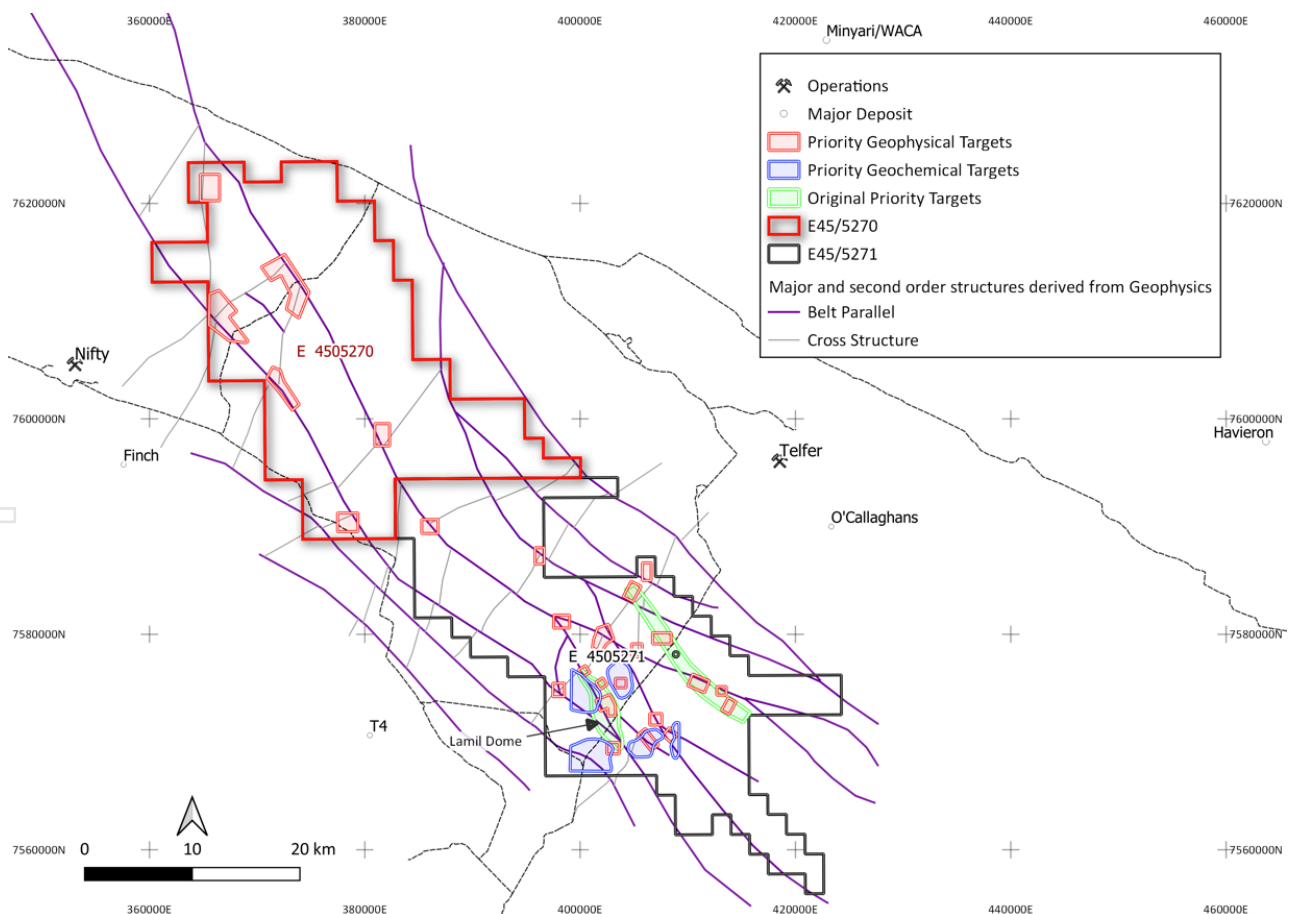 360000E 380000E 400000E 420000E 440000E 460000E
Minyari/WACA
Operations
Major Deposit
Priority Geophysical Targets
Priority Geochemical Targets
Original Priority Targets
E45/5270
E45/5271
Major and second order structures derived from Geophysics
Belt Parallel
Cross Structure
7620000N 7620000N
E 4505270
Nifty
7600000N 7600000N
Finch
Telfer
Havieron
O'Callaghans
7580000N 7580000N
E 4505271
T4
Lamil Dome
0 10 20 km
7560000N 7560000N
360000E 380000E 400000E 420000E 440000E 460000E